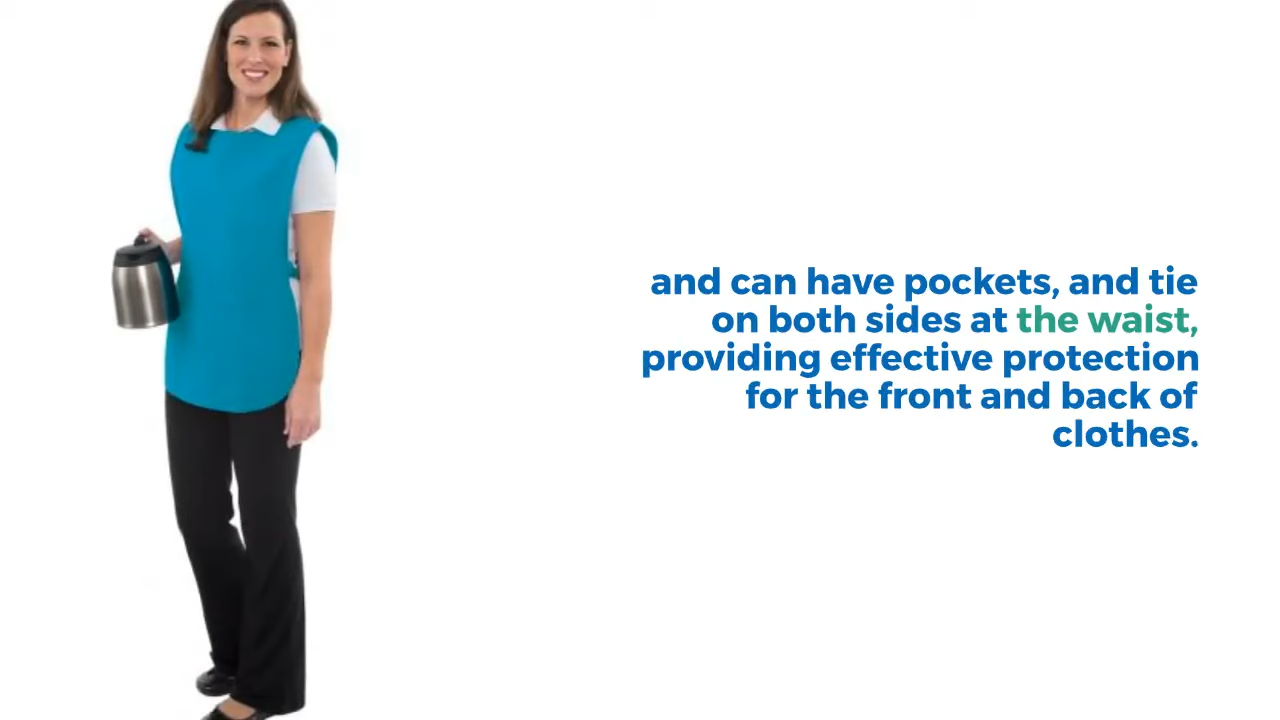 and can have pockets, and tie
on both sides at the waist,
providing effective protection
for the front and back of
clothes.